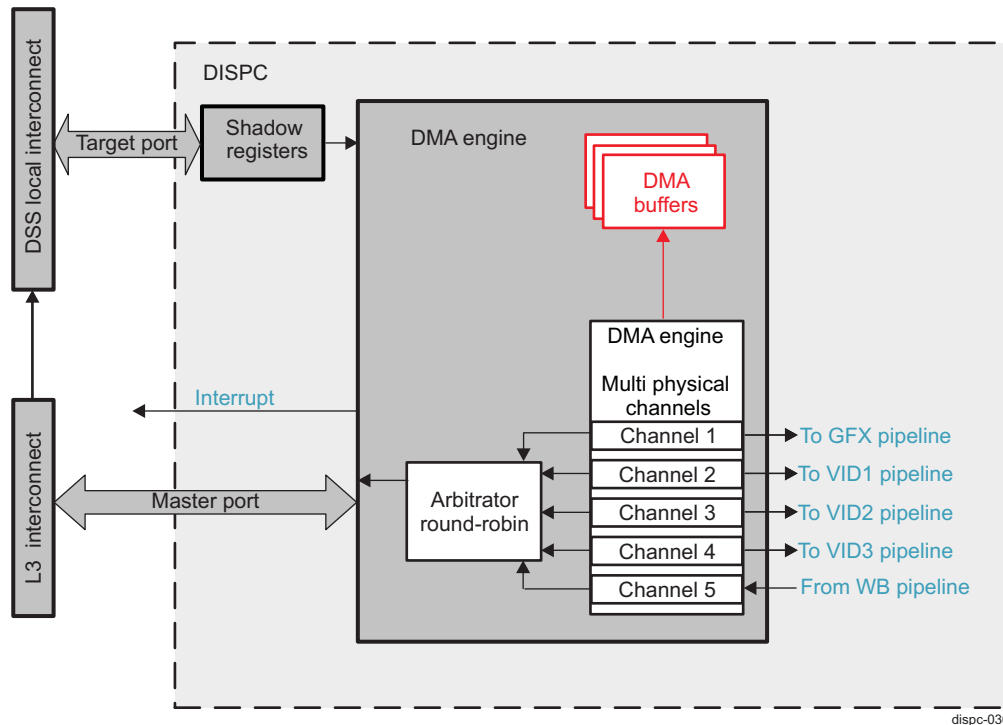 DISPC
DSS local interconnect
Target port
Shadow
registers
DMA engine
DMA
buffers
DMA engine
Multi physical
channels
Interrupt
Channel 1
To GFX pipeline
Channel 2
To VID1 pipeline
L3 interconnect
Master port
Arbitrator
round-robin
Channel 3
To VID2 pipeline
Channel 4
To VID3 pipeline
Channel 5
From WB pipeline
dispc-03